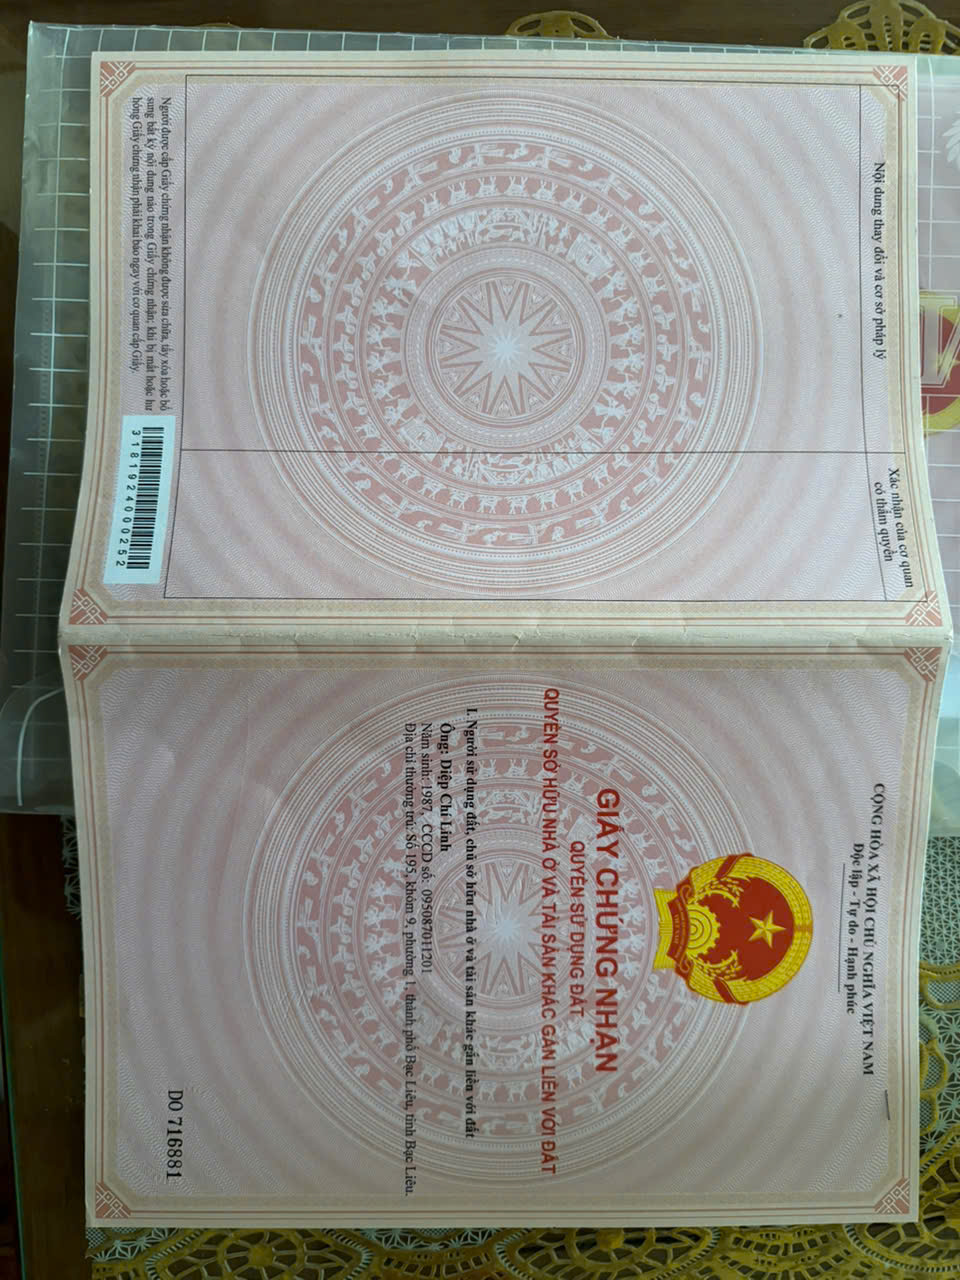 CỘNG HÒA XÃ HỘI CHỦ NGHĨA VIỆT NAM
Độc lập - Tự do - Hạnh phúc
GIẤY CHỨNG NHẬN
QUYỀN SỬ DỤNG ĐẤT
QUYỀN SỞ HỮU NHÀ Ở VÀ TÀI SẢN KHÁC GẮN LIỀN VỚI ĐẤT
I. Người sử dụng đất, chủ sở hữu nhà ở và tài sản khác gắn liền với đất
Ông: Diệp Chí Linh
Năm sinh: 1987, CCCD số: 095087011201
Địa chỉ thường trú: Số 195, khóm 9, phường 1, thành phố Bạc Liêu, tỉnh Bạc Liêu.
DO 716881
Nội dung thay đổi và cơ sở pháp lý
Xác nhận của cơ quan
có thẩm quyền
Người được cấp Giấy chứng nhận không được sửa chữa, tẩy xóa hoặc bổ
sung bất kỳ nội dung nào trong Giấy chứng nhận; khi bị mất hoặc hư
hỏng Giấy chứng nhận phải khai báo ngay với cơ quan cấp Giấy.
3181924000252